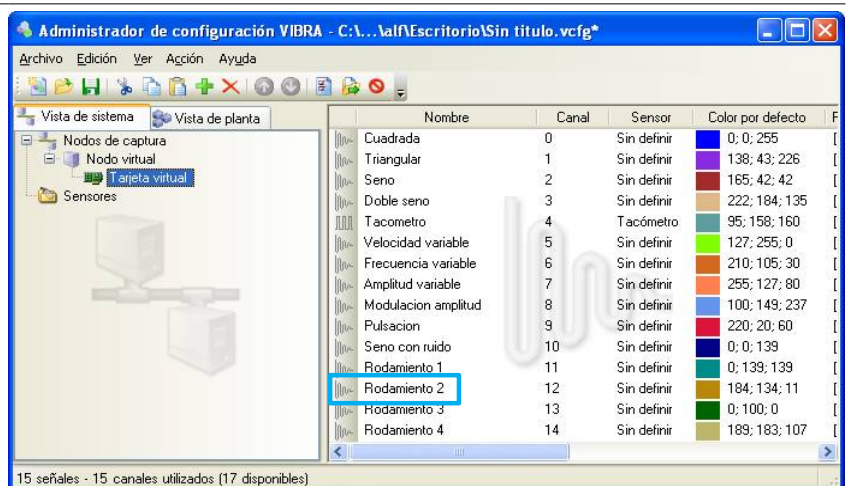 Administrador de configuración VIBRA - C:\...\alf\Escritorio\Sin titulo.vcfg*
Archivo Edición Ver Acción Ayuda
Vista de sistema Vista de planta
Nodos de captura
Nodo virtual
Tarjeta virtual
Sensores
Nombre Canal Sensor Color por defecto F
Cuadrada 0 Sin definir 0; 0; 255 [
Triangular 1 Sin definir 138; 43; 226 [
Seno 2 Sin definir 165; 42; 42 [
Doble seno 3 Sin definir 222; 184; 135 [
Tacometro 4 Tacómetro 95; 158; 160 [
Velocidad variable 5 Sin definir 127; 255; 0 [
Frecuencia variable 6 Sin definir 210; 105; 30 [
Amplitud variable 7 Sin definir 255; 127; 80 [
Modulacion amplitud 8 Sin definir 100; 149; 237 [
Pulsacion 9 Sin definir 220; 20; 60 [
Seno con ruido 10 Sin definir 0; 0; 139 [
Rodamiento 1 11 Sin definir 0; 139; 139 [
Rodamiento 2 12 Sin definir 184; 134; 11 [
Rodamiento 3 13 Sin definir 0; 100; 0 [
Rodamiento 4 14 Sin definir 189; 183; 107 [
15 señales - 15 canales utilizados (17 disponibles)